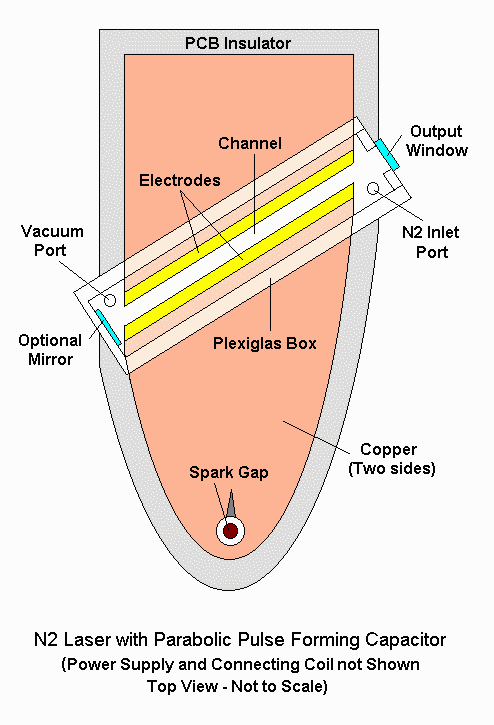 PCB Insulator
Output
Window
Channel
Electrodes
Vacuum
Port
N2 Inlet
Port
Optional
Mirror
Plexiglas Box
Copper
(Two sides)
Spark Gap
N2 Laser with Parabolic Pulse Forming Capacitor
(Power Supply and Connecting Coil not Shown
Top View - Not to Scale)